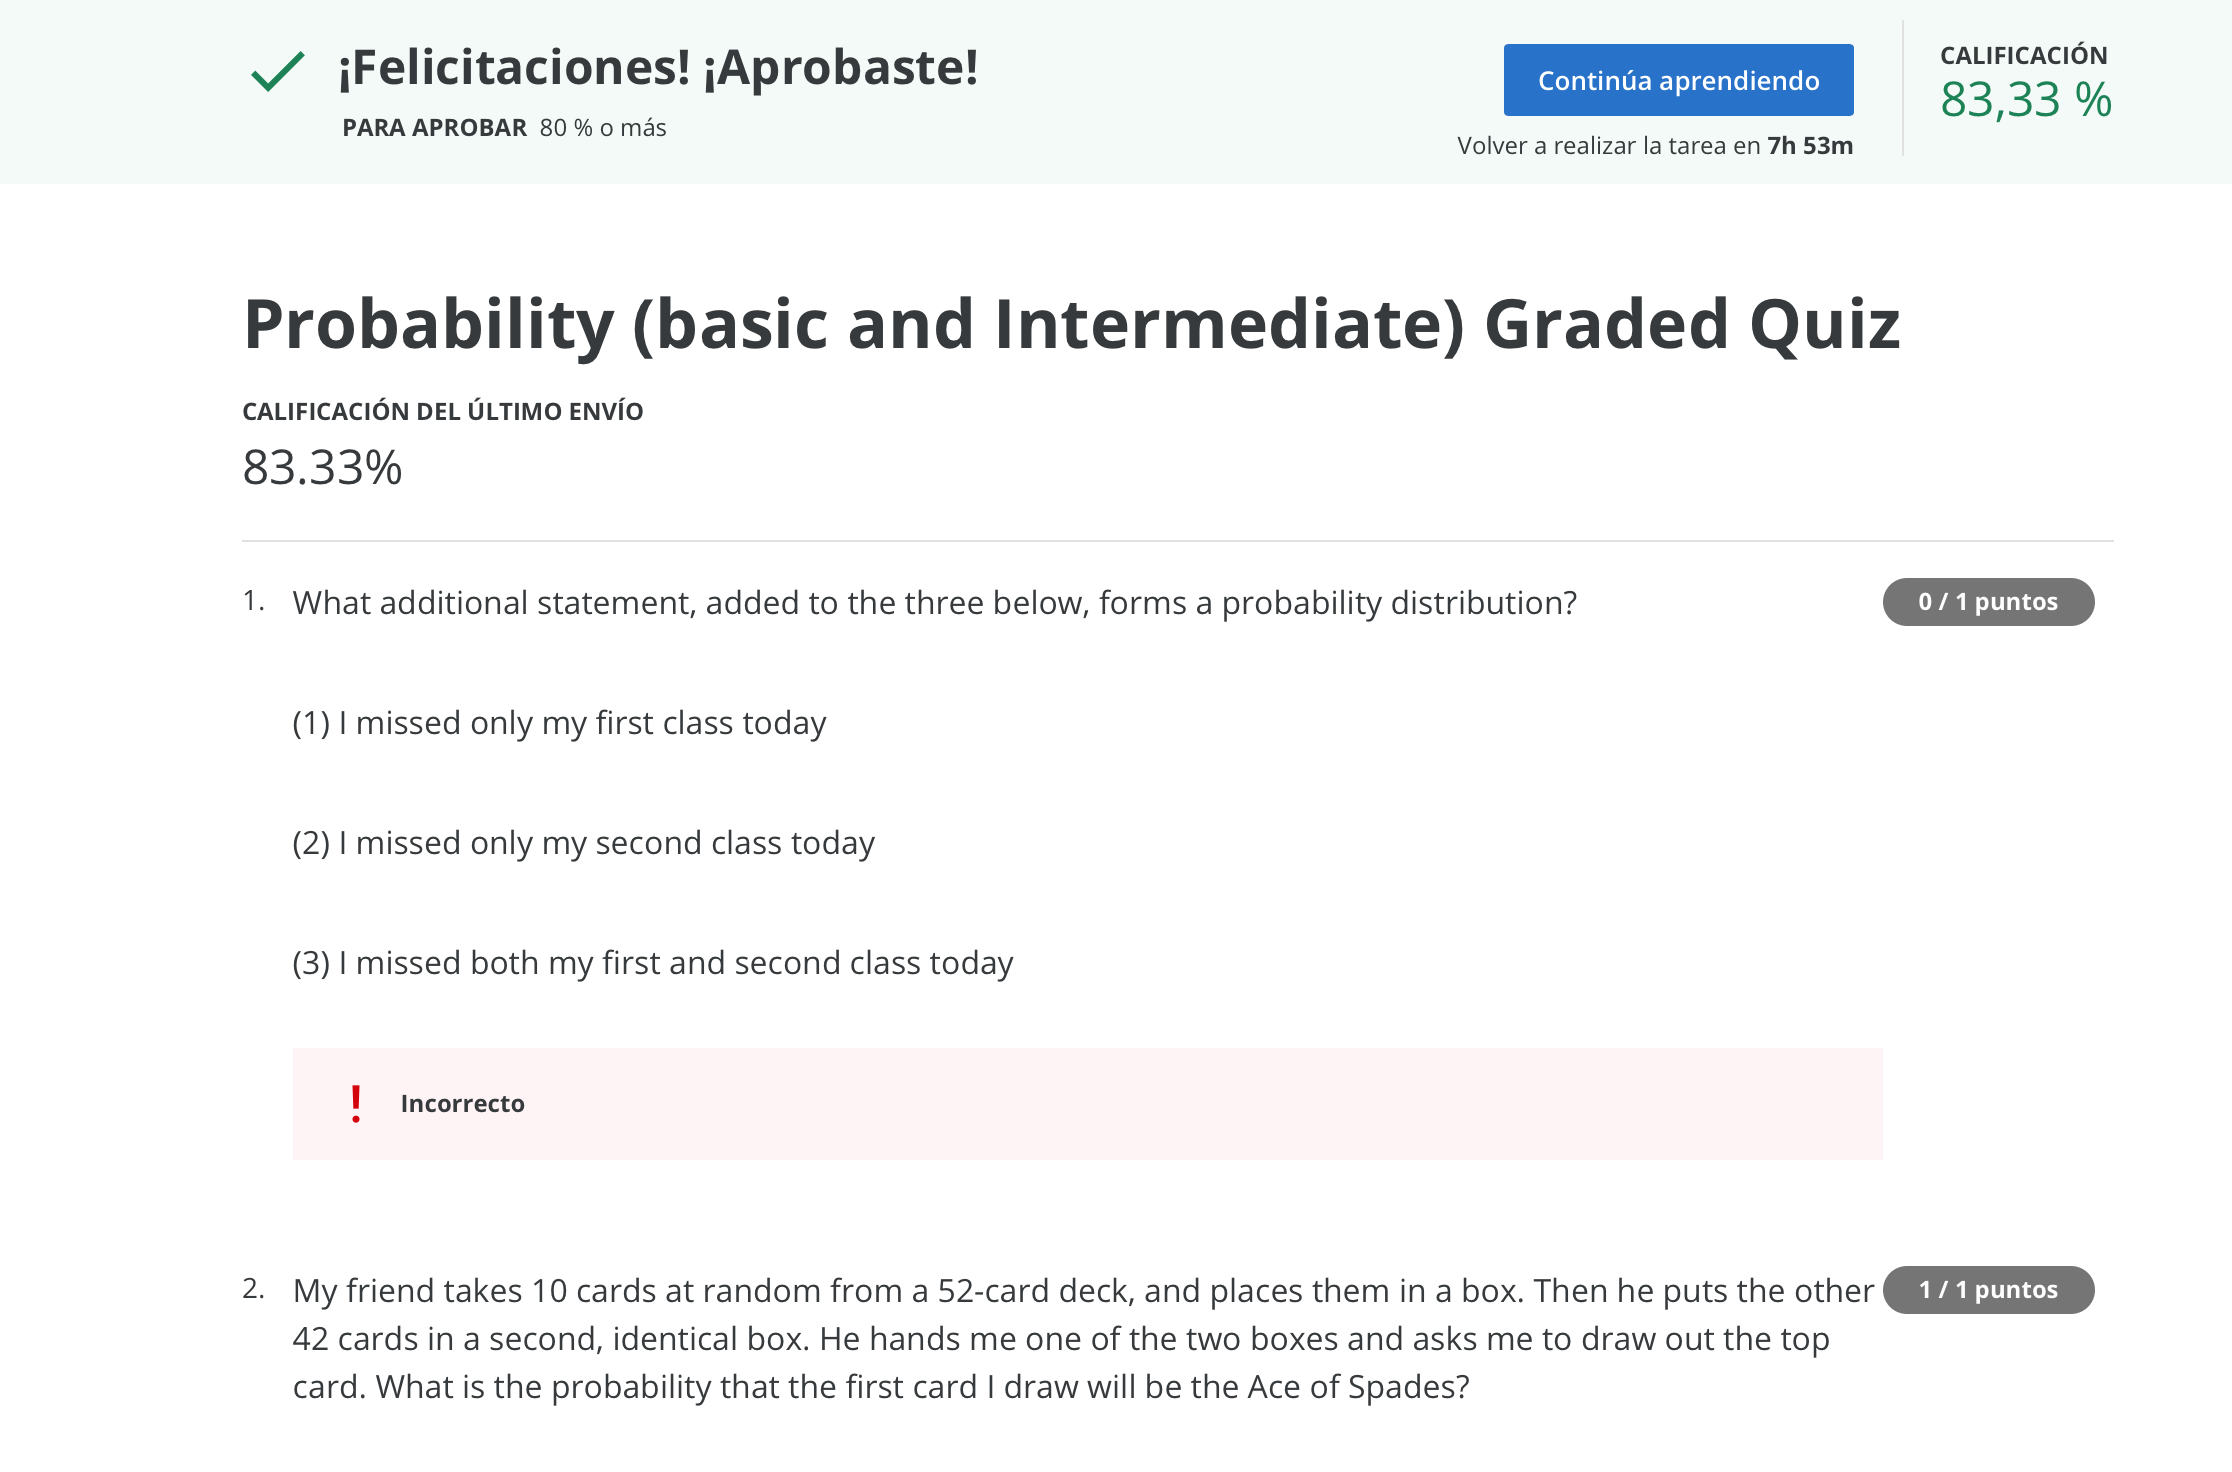 ¡Felicitaciones! ¡Aprobaste!
PARA APROBAR 80 % o más
Continúa aprendiendo
Volver a realizar la tarea en 7h 53m
CALIFICACIÓN
83,33 %
Probability (basic and Intermediate) Graded Quiz
CALIFICACIÓN DEL ÚLTIMO ENVÍO
83.33%
1. What additional statement, added to the three below, forms a probability distribution?
0 / 1 puntos
(1) I missed only my first class today
(2) I missed only my second class today
(3) I missed both my first and second class today
! Incorrecto
2. My friend takes 10 cards at random from a 52-card deck, and places them in a box. Then he puts the other
1 / 1 puntos
42 cards in a second, identical box. He hands me one of the two boxes and asks me to draw out the top
card. What is the probability that the first card I draw will be the Ace of Spades?